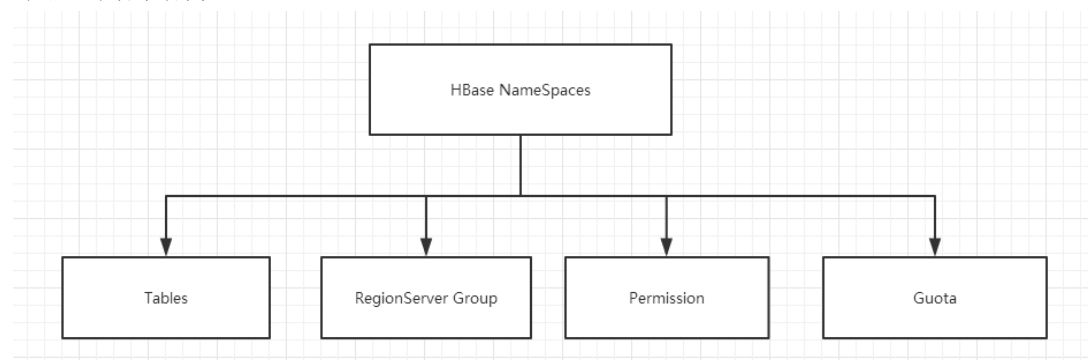 HBase NameSpaces
Tables
RegionServer Group
Permission
Guota